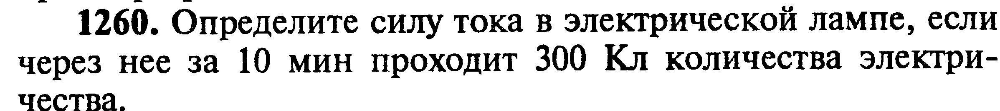 1260. Определите силу тока в электрической лампе, если
через нее за 10 мин проходит 300 Кл количества электри-
чества.